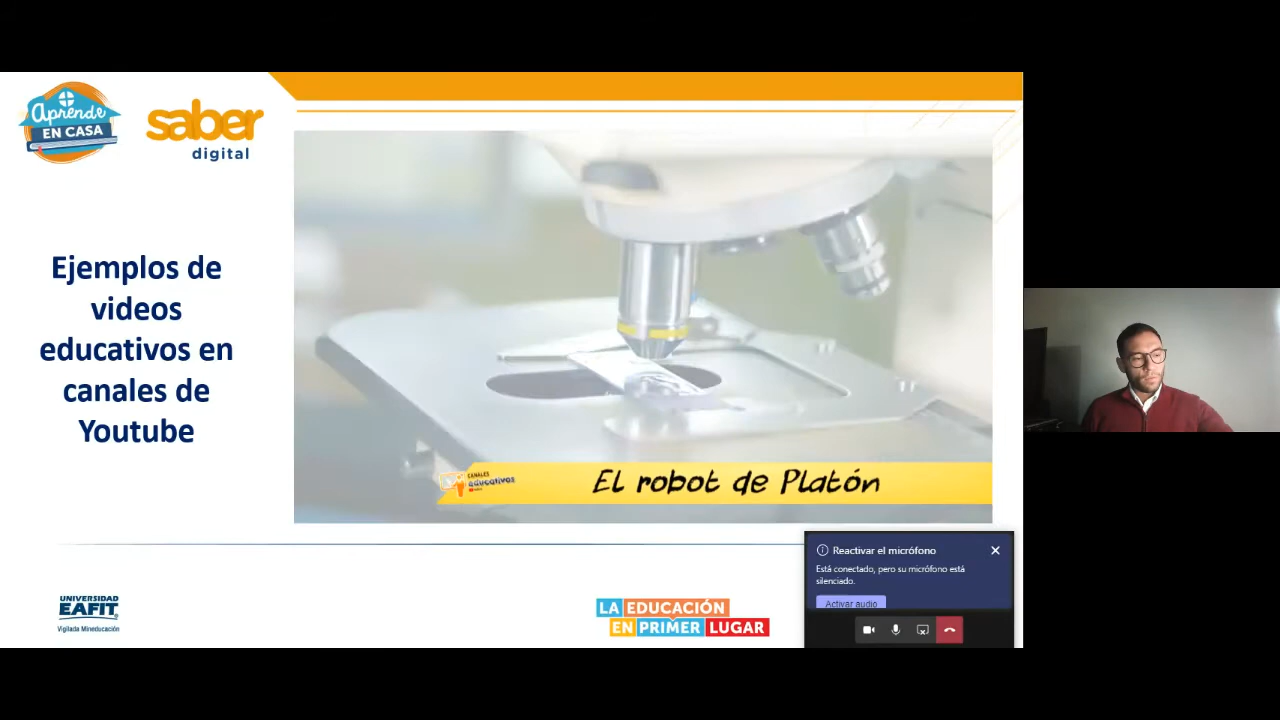 Aprende
EN CASA
saber
digital
Ejemplos de
videos
educativos en
canales de
Youtube
CANALES
educativos
El robot de Platón
Reactivar el micrófono
Está conectado, pero su micrófono está
silenciado.
Activar audio
UNIVERSIDAD
EAFIT
Vigilada Mineducación
LA EDUCACIÓN
EN PRIMER LUGAR